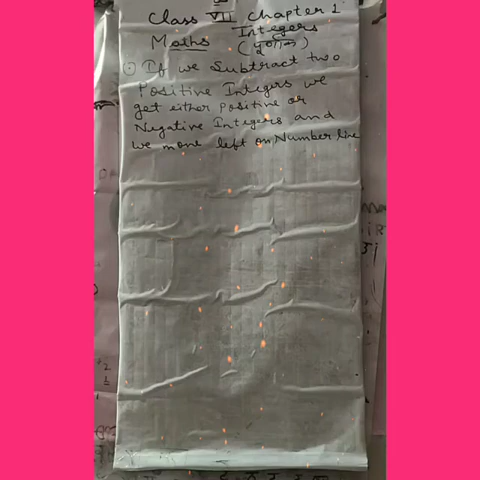 Class VII Chapter 1
Integers
Maths
⊙ If we Subtract two
Positive Integers we
get either positive or
Negative Integers and
we move left on Number line